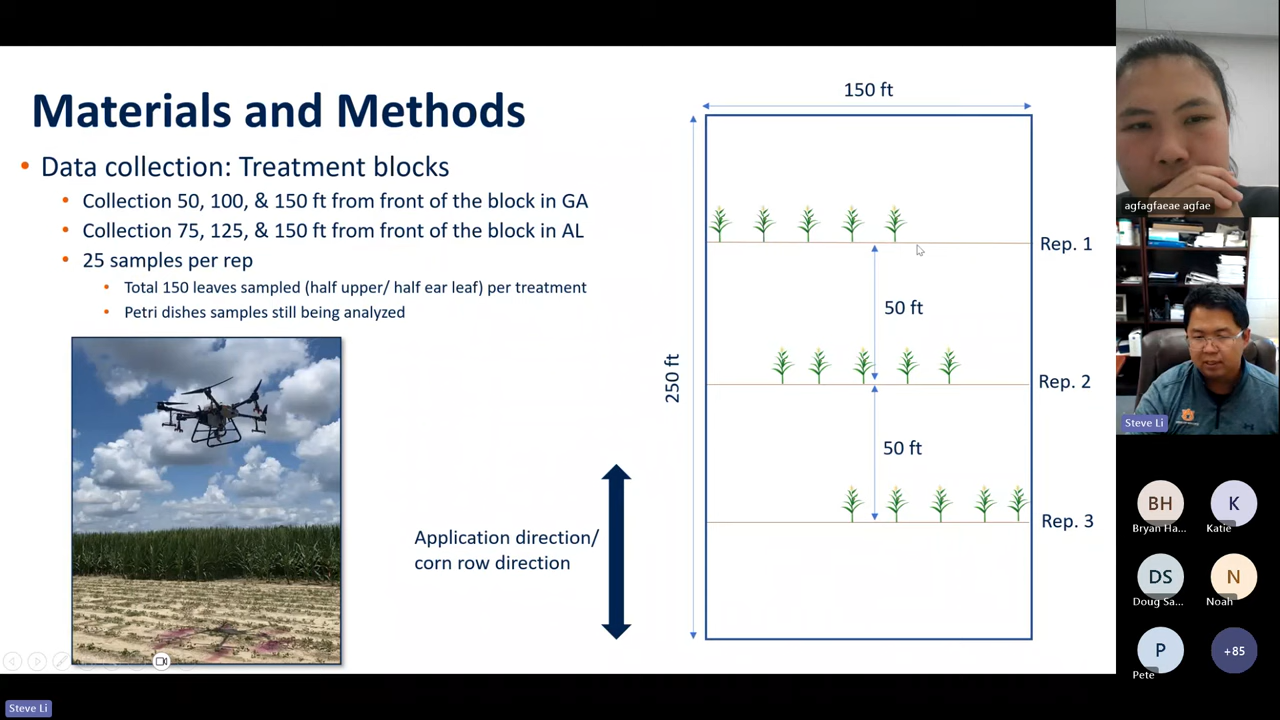 Materials and Methods
• Data collection: Treatment blocks
• Collection 50, 100, & 150 ft from front of the block in GA
• Collection 75, 125, & 150 ft from front of the block in AL
• 25 samples per rep
• Total 150 leaves sampled (half upper/ half ear leaf) per treatment
• Petri dishes samples still being analyzed
Application direction/
corn row direction
150 ft
250 ft
Rep. 1
50 ft
Rep. 2
50 ft
Rep. 3
agfagfaeae agfae
Steve Li
BH
Bryan Ha...
K
Katie
DS
Doug Sa...
N
Noah
P
Pete
+85
Steve Li